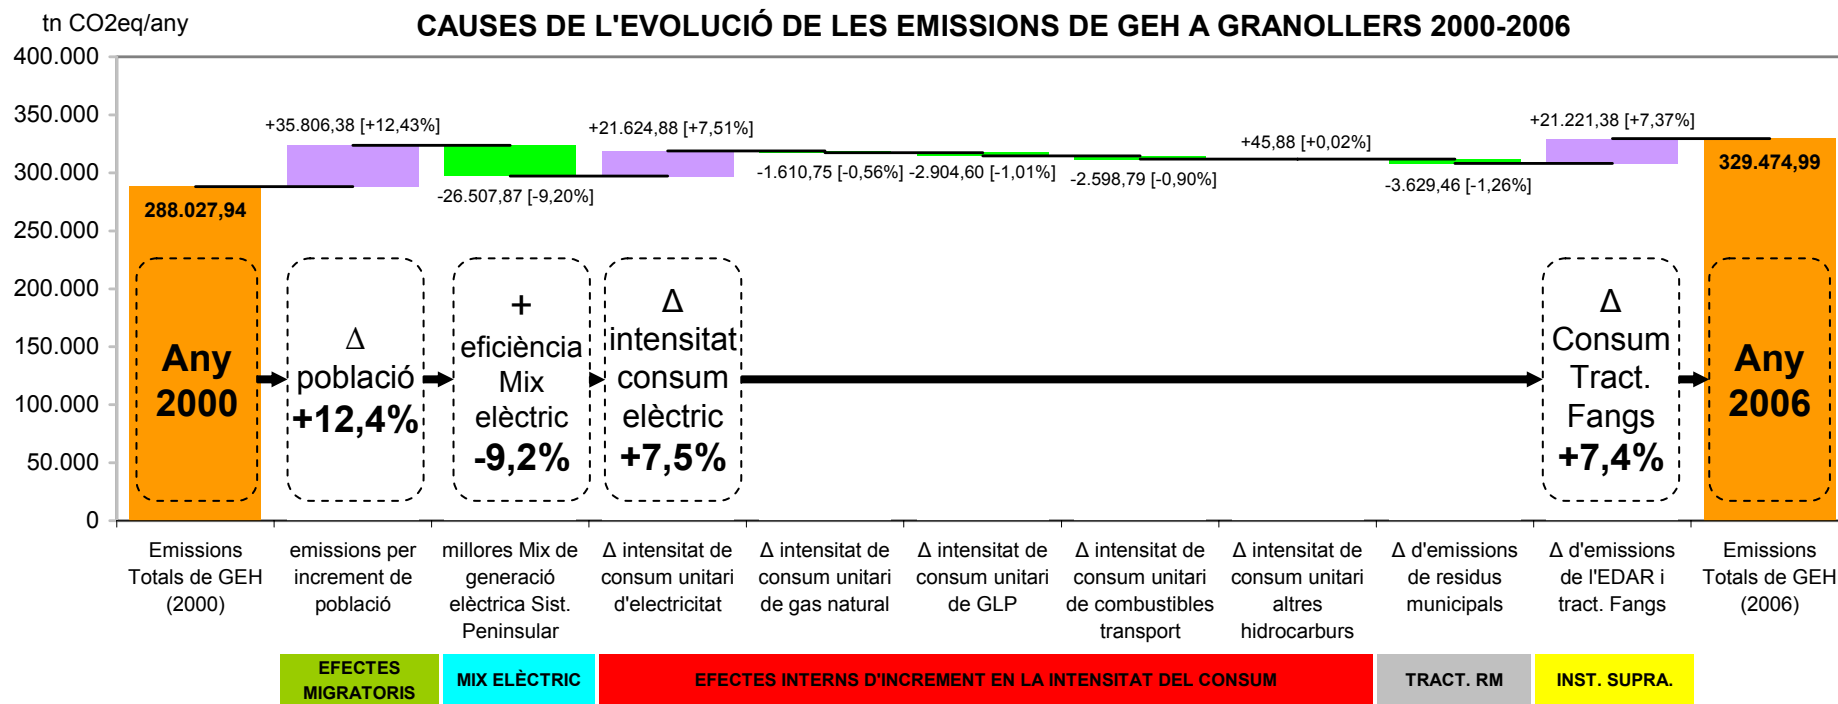 tn CO2eq/any
CAUSES DE L'EVOLUCIÓ DE LES EMISSIONS DE GEH A GRANOLLERS 2000-2006
400.000
350.000
300.000
250.000
200.000
150.000
100.000
50.000
0
288.027,94
+35.806,38 [+12,43%]
-26.507,87 [-9,20%]
+21.624,88 [+7,51%]
-1.610,75 [-0,56%]
-2.904,60 [-1,01%]
-2.598,79 [-0,90%]
+45,88 [+0,02%]
-3.629,46 [-1,26%]
+21.221,38 [+7,37%]
329.474,99
Any
2000
Δ
població
+12,4%
+
eficiència
Mix
elèctric
-9,2%
Δ
intensitat
consum
elèctric
+7,5%
Δ
Consum
Tract.
Fangs
+7,4%
Any
2006
Emissions
Totals de GEH
(2000)
emissions per
increment de
població
millores Mix de
generació
elèctrica Sist.
Peninsular
Δ intensitat de
consum unitari
d'electricitat
Δ intensitat de
consum unitari
de gas natural
Δ intensitat de
consum unitari
de GLP
Δ intensitat de
consum unitari
de combustibles
transport
Δ intensitat de
consum unitari
altres
hidrocarburs
Δ d'emissions
de residus
municipals
Δ d'emissions
de l'EDAR i
tract. Fangs
Emissions
Totals de GEH
(2006)
EFECTES
MIGRATORIS
MIX ELÈCTRIC
EFECTES INTERNS D'INCREMENT EN LA INTENSITAT DEL CONSUM
TRACT. RM
INST. SUPRA.